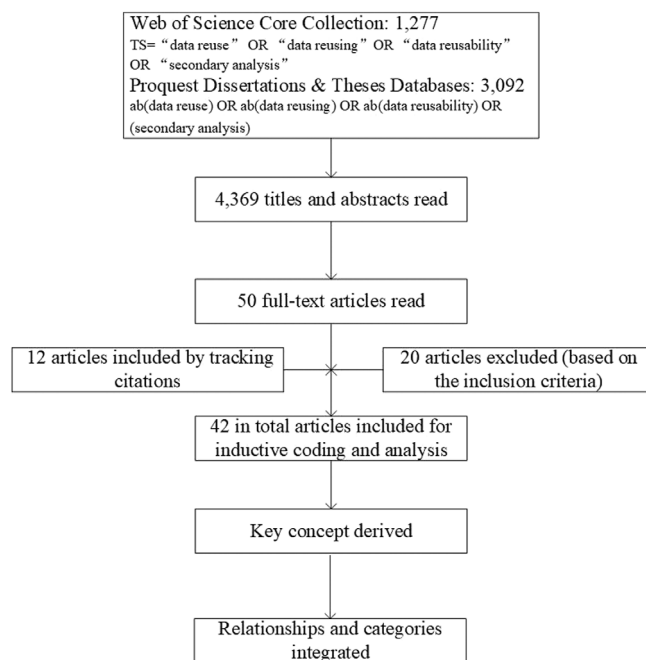 Web of Science Core Collection: 1,277
TS=“data reuse” OR “data reusing” OR “data reusability”
OR “secondary analysis”
Proquest Dissertations & Theses Databases: 3,092
ab(data reuse) OR ab(data reusing) OR ab(data reusability) OR
(secondary analysis)
4,369 titles and abstracts read
50 full-text articles read
12 articles included by tracking
citations
20 articles excluded (based on
the inclusion criteria)
42 in total articles included for
inductive coding and analysis
Key concept derived
Relationships and categories
integrated